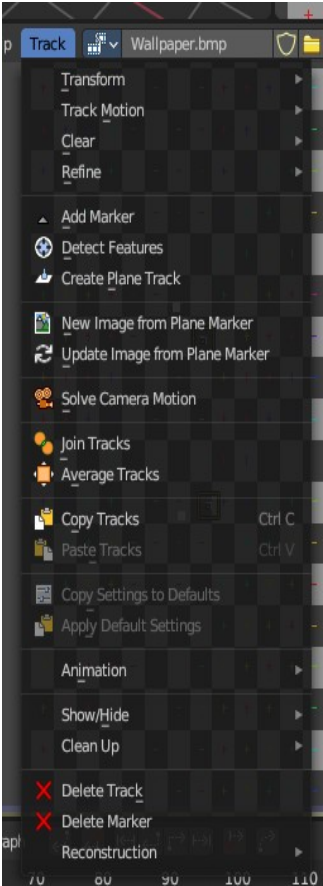 p Track Wallpaper.bmp
Transform
Track Motion
Clear
Refine
Add Marker
Detect Features
Create Plane Track
New Image from Plane Marker
Update Image from Plane Marker
Solve Camera Motion
Join Tracks
Average Tracks
Copy Tracks Ctrl C
Paste Tracks Ctrl V
Copy Settings to Defaults
Apply Default Settings
Animation
Show/Hide
Clean Up
Delete Track
Delete Marker
raph
Reconstruction
70 80 90 100 110